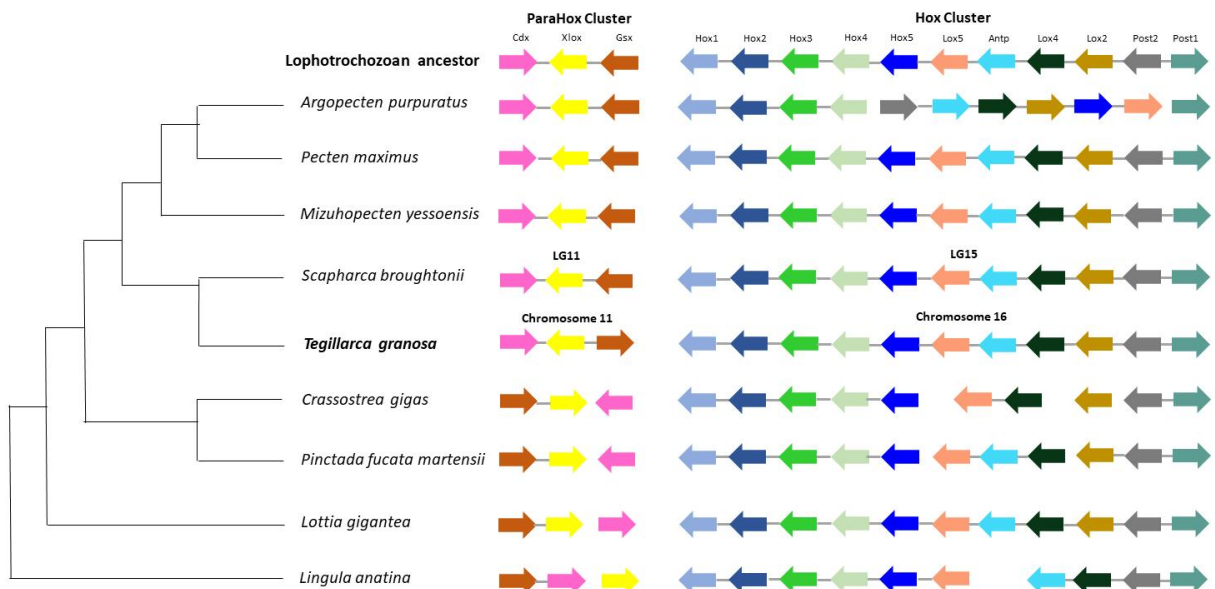 ParaHox Cluster Hox Cluster
Cdx Xlox Gsx Hox1 Hox2 Hox3 Hox4 Hox5 Lox5 Antp Lox4 Lox2 Post2 Post1
Lophotrochozoan ancestor
Argopecten purpuratus
Pecten maximus
Mizuhopecten yessoensis
LG11 LG15
Scapharca broughtonii
Chromosome 11 Chromosome 16
Tegillarca granosa
Crassostrea gigas
Pinctada fucata martensii
Lottia gigantea
Lingula anatina